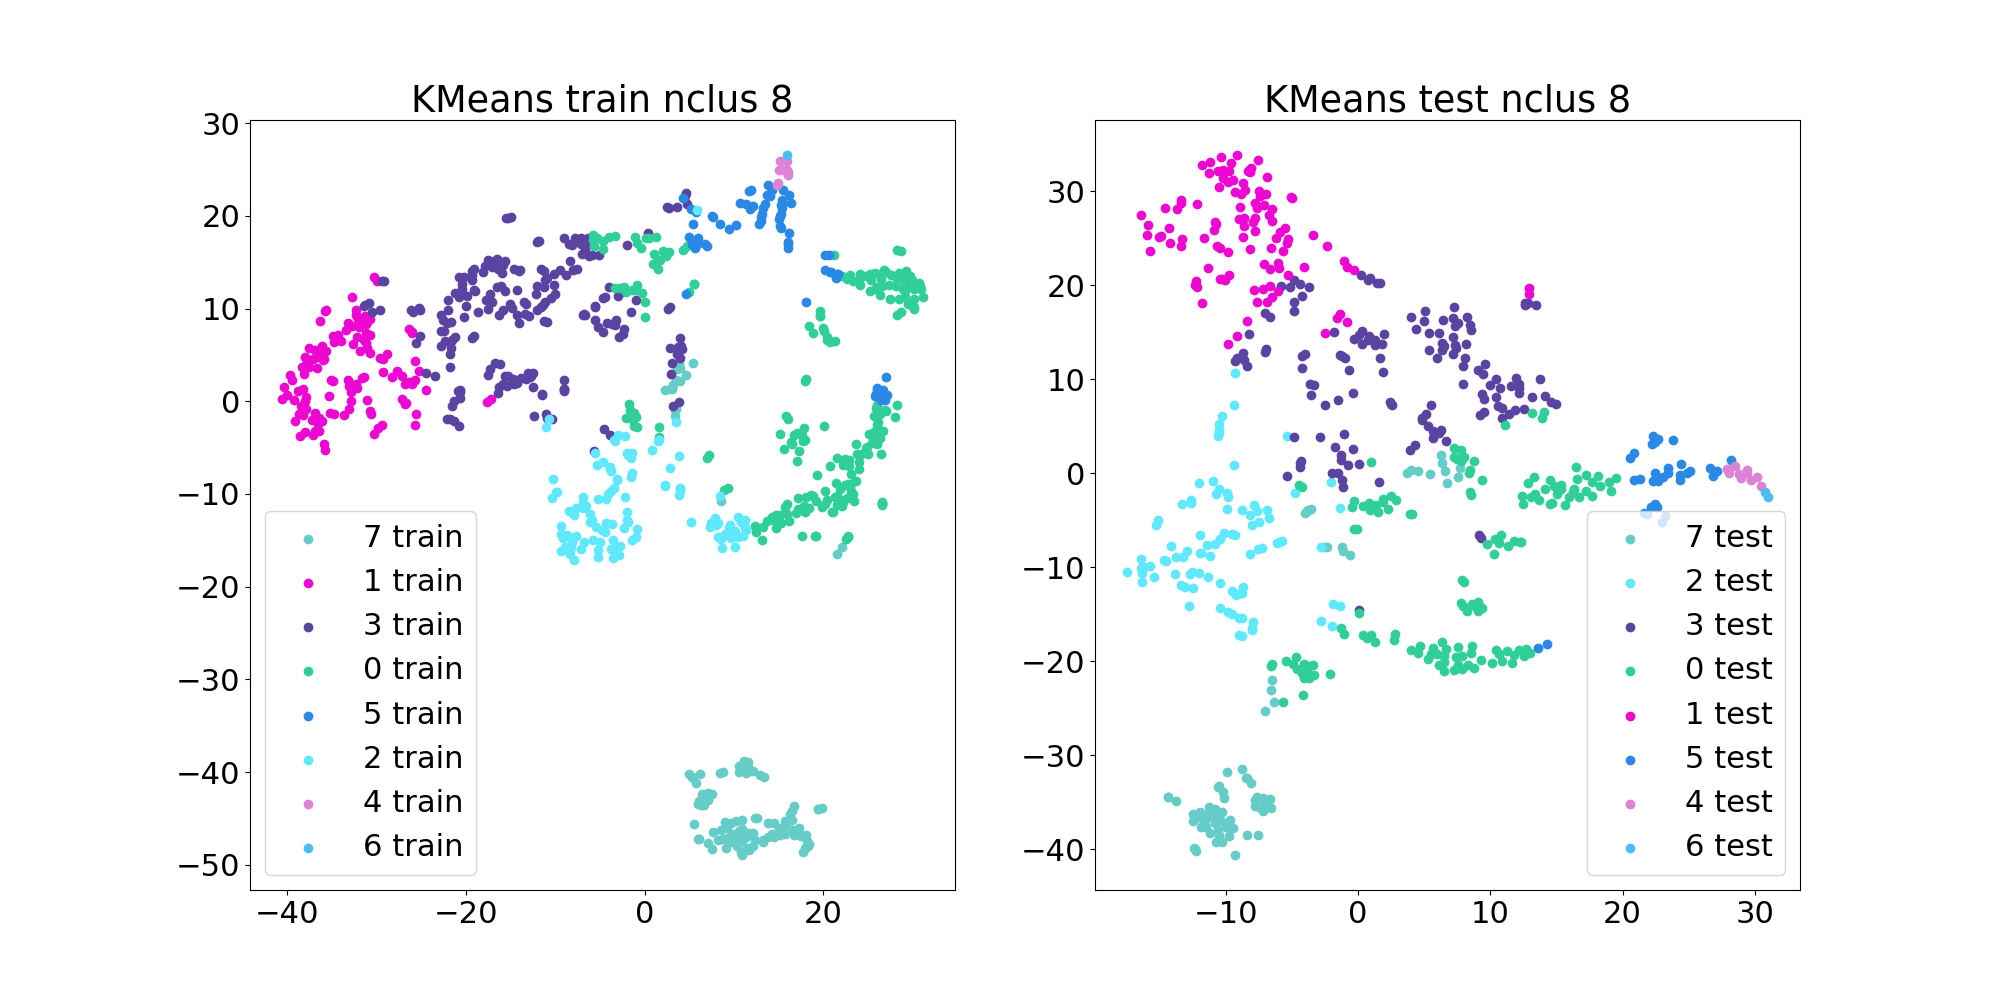 KMeans train nclus 8
30
20
10
0
−10
−20
−30
−40
−50
−40
−20
0
20
7 train
1 train
3 train
0 train
5 train
2 train
4 train
6 train
KMeans test nclus 8
30
20
10
0
−10
−20
−30
−40
−10
0
10
20
30
7 test
2 test
3 test
0 test
1 test
5 test
4 test
6 test